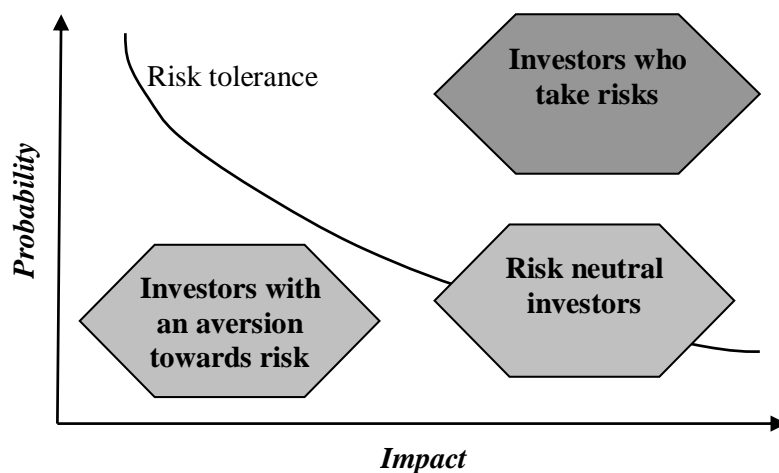 Investors who
take risks
Risk tolerance
Probability
Risk neutral
investors
Investors with
an aversion
towards risk
Impact